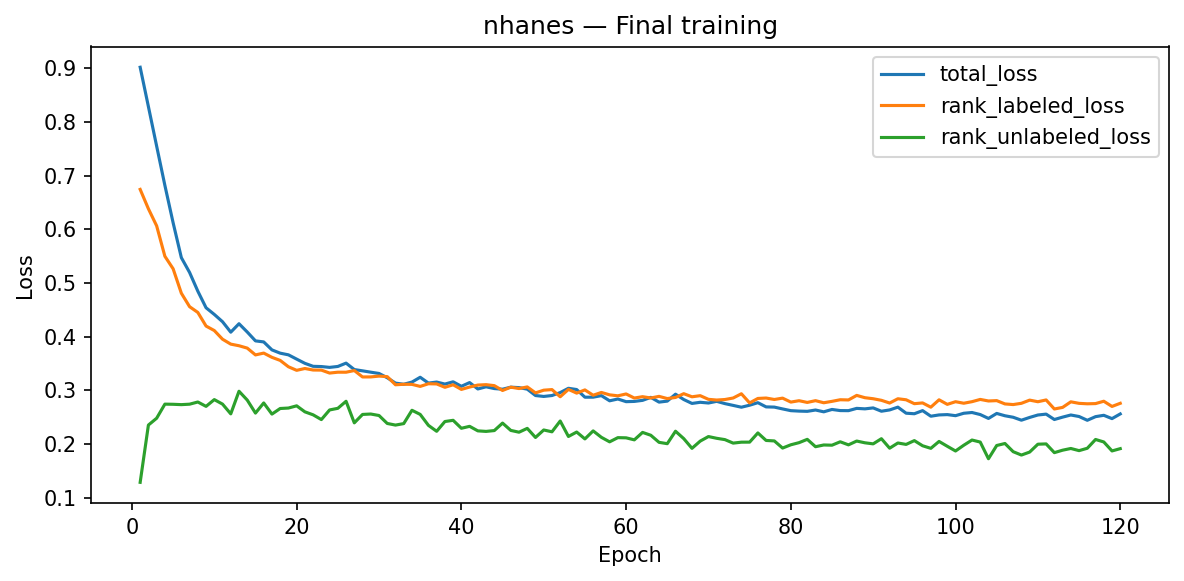 nhanes — Final training
total_loss
rank_labeled_loss
rank_unlabeled_loss
Loss
0.9
0.8
0.7
0.6
0.5
0.4
0.3
0.2
0.1
0 20 40 60 80 100 120
Epoch